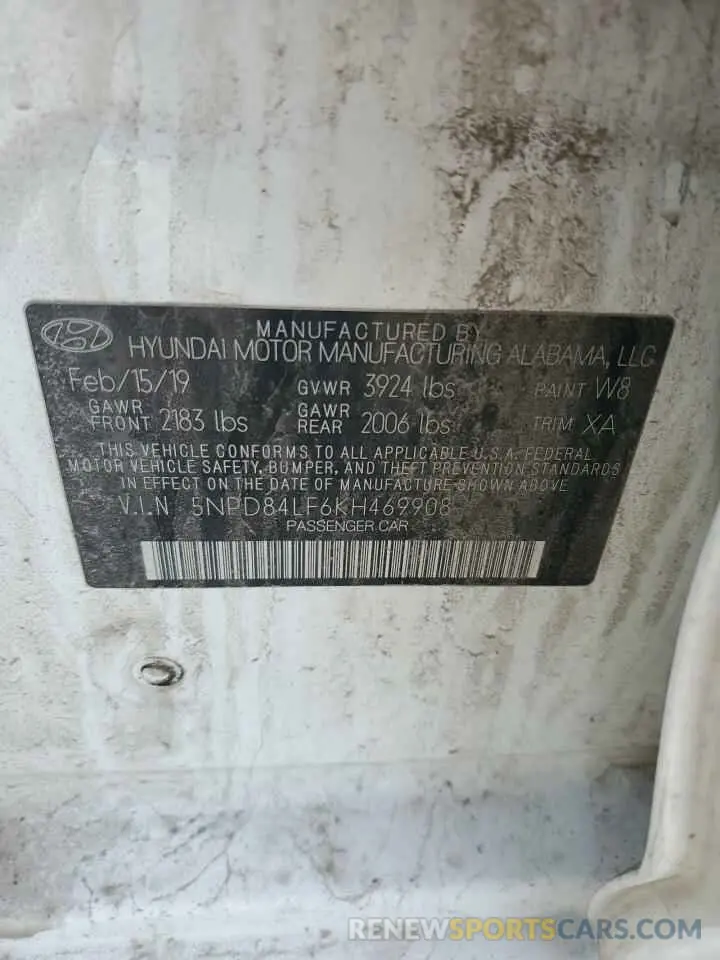 MANUFACTURED BY
HYUNDAI MOTOR MANUFACTURING ALABAMA, LLC
Feb/15/19 GVWR 3924 lbs PAINT W8
GAWR FRONT 2183 lbs GAWR REAR 2006 lbs TRIM XA
THIS VEHICLE CONFORMS TO ALL APPLICABLE U.S.A. FEDERAL
MOTOR VEHICLE SAFETY, BUMPER, AND THEFT PREVENTION STANDARDS
IN EFFECT ON THE DATE OF MANUFACTURE SHOWN ABOVE
V.I.N 5NPD84LF6KH469908
PASSENGER CAR
RENEWSPORTSCARS.COM